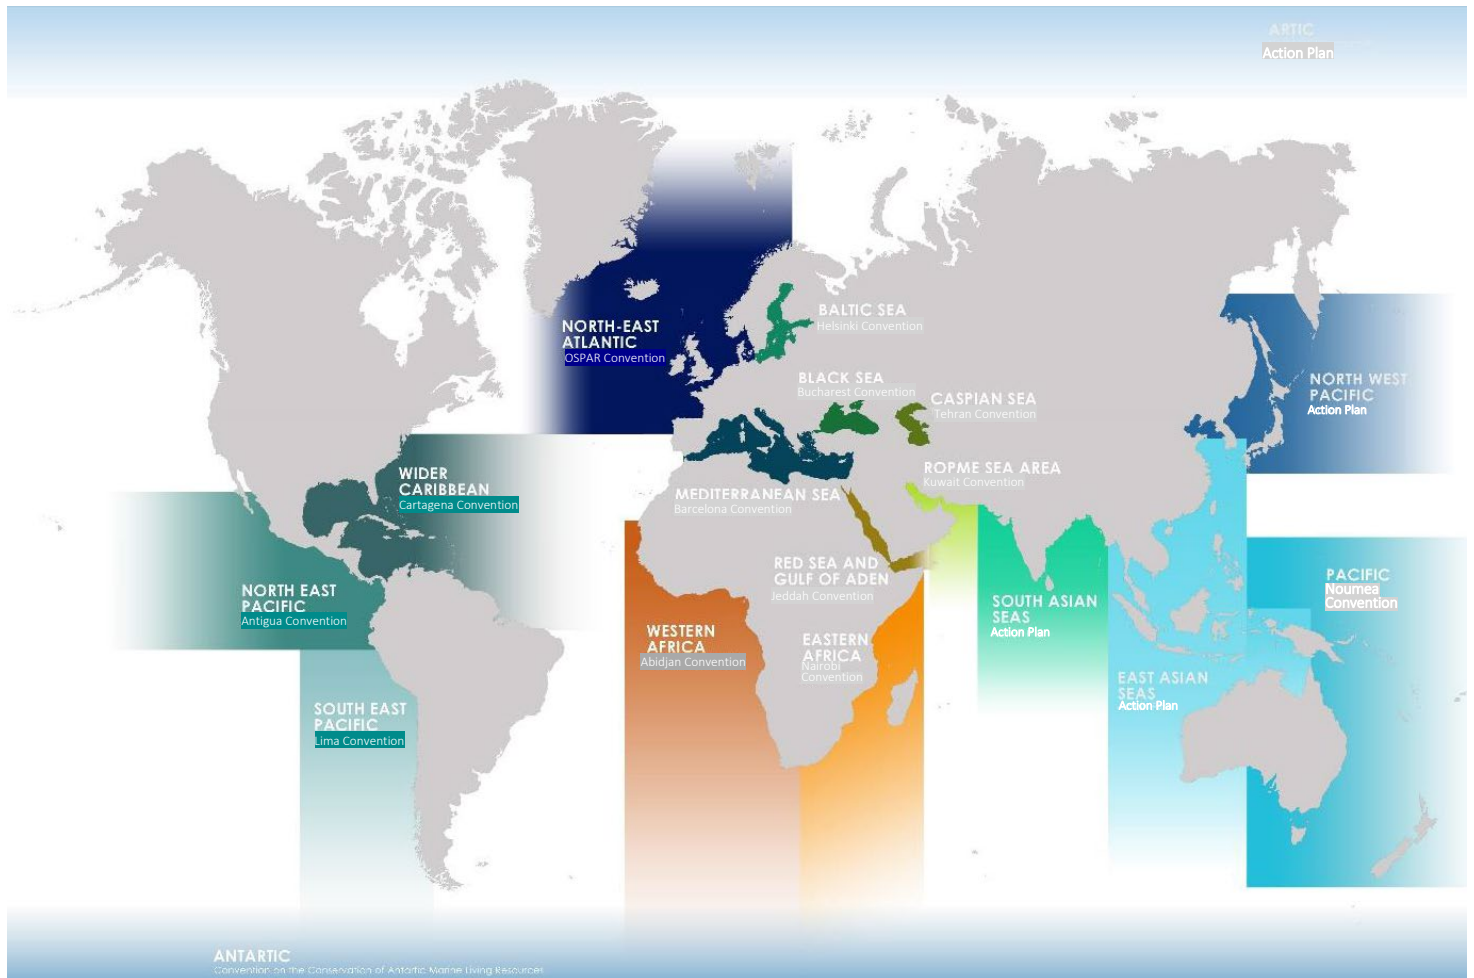 ARTIC
Action Plan
BALTIC SEA
Helsinki Convention
NORTH-EAST
ATLANTIC
OSPAR Convention
BLACK SEA
Bucharest Convention
CASPIAN SEA
Tehran Convention
NORTH WEST
PACIFIC
Action Plan
WIDER
CARIBBEAN
Cartagena Convention
MEDITERRANEAN SEA
Barcelona Convention
ROPME SEA AREA
Kuwait Convention
RED SEA AND
GULF OF ADEN
Jeddah Convention
NORTH EAST
PACIFIC
Antigua Convention
SOUTH ASIAN
SEAS
Action Plan
PACIFIC
Noumea
Convention
WESTERN
AFRICA
Abidjan Convention
EASTERN
AFRICA
Nairobi
Convention
EAST ASIAN
SEAS
Action Plan
SOUTH EAST
PACIFIC
Lima Convention
ANTARTIC
Convention on the Conservation of Antartic Marine Living Resources